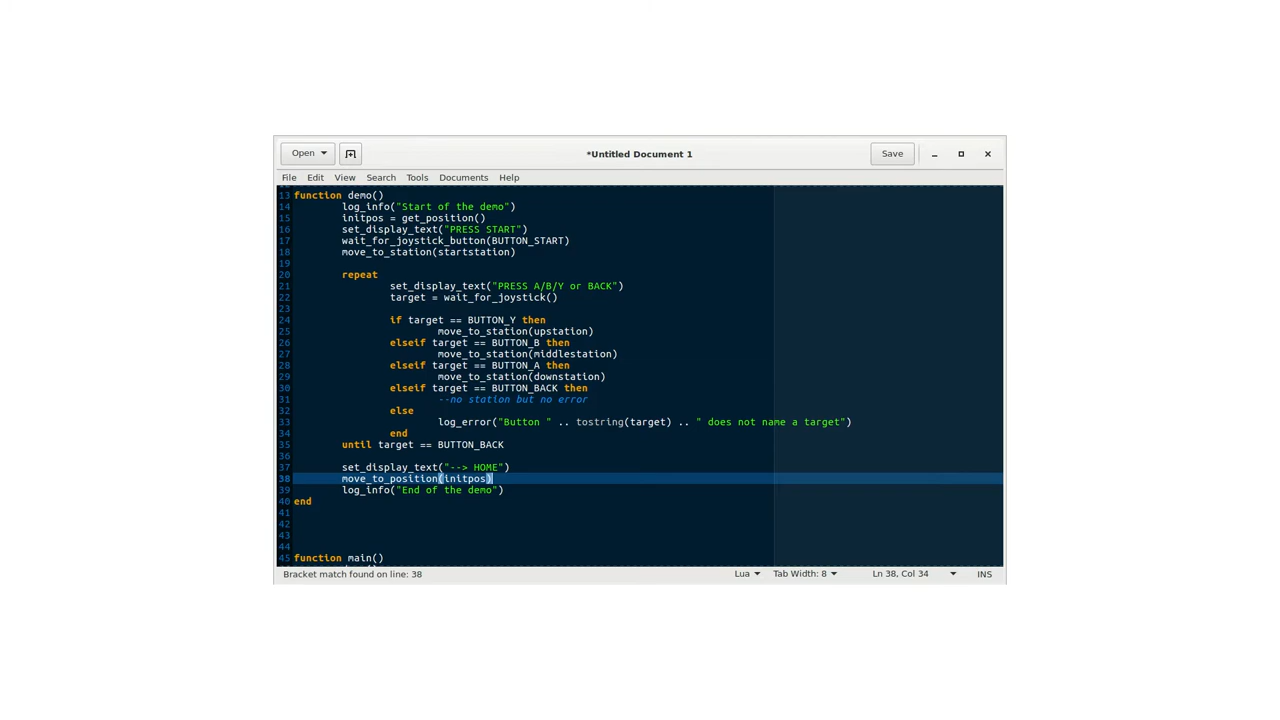 Open
*Untitled Document 1
Save
File Edit View Search Tools Documents Help
13 function demo()
14 log_info("Start of the demo")
15 initpos = get_position()
16 set_display_text("PRESS START")
17 wait_for_joystick_button(BUTTON_START)
18 move_to_station(startstation)
19
20 repeat
21 set_display_text("PRESS A/B/Y or BACK")
22 target = wait_for_joystick()
23
24 if target == BUTTON_Y then
25 move_to_station(upstation)
26 elseif target == BUTTON_B then
27 move_to_station(middlestation)
28 elseif target == BUTTON_A then
29 move_to_station(downstation)
30 elseif target == BUTTON_BACK then
31 --no station but no error
32 else
33 log_error("Button " .. tostring(target) .. " does not name a target")
34 end
35 until target == BUTTON_BACK
36
37 set_display_text("--> HOME")
38 move_to_position(initpos)
39 log_info("End of the demo")
40 end
41
42
43
44
45 function main()
Bracket match found on line: 38
Lua Tab Width: 8 Ln 38, Col 34 INS